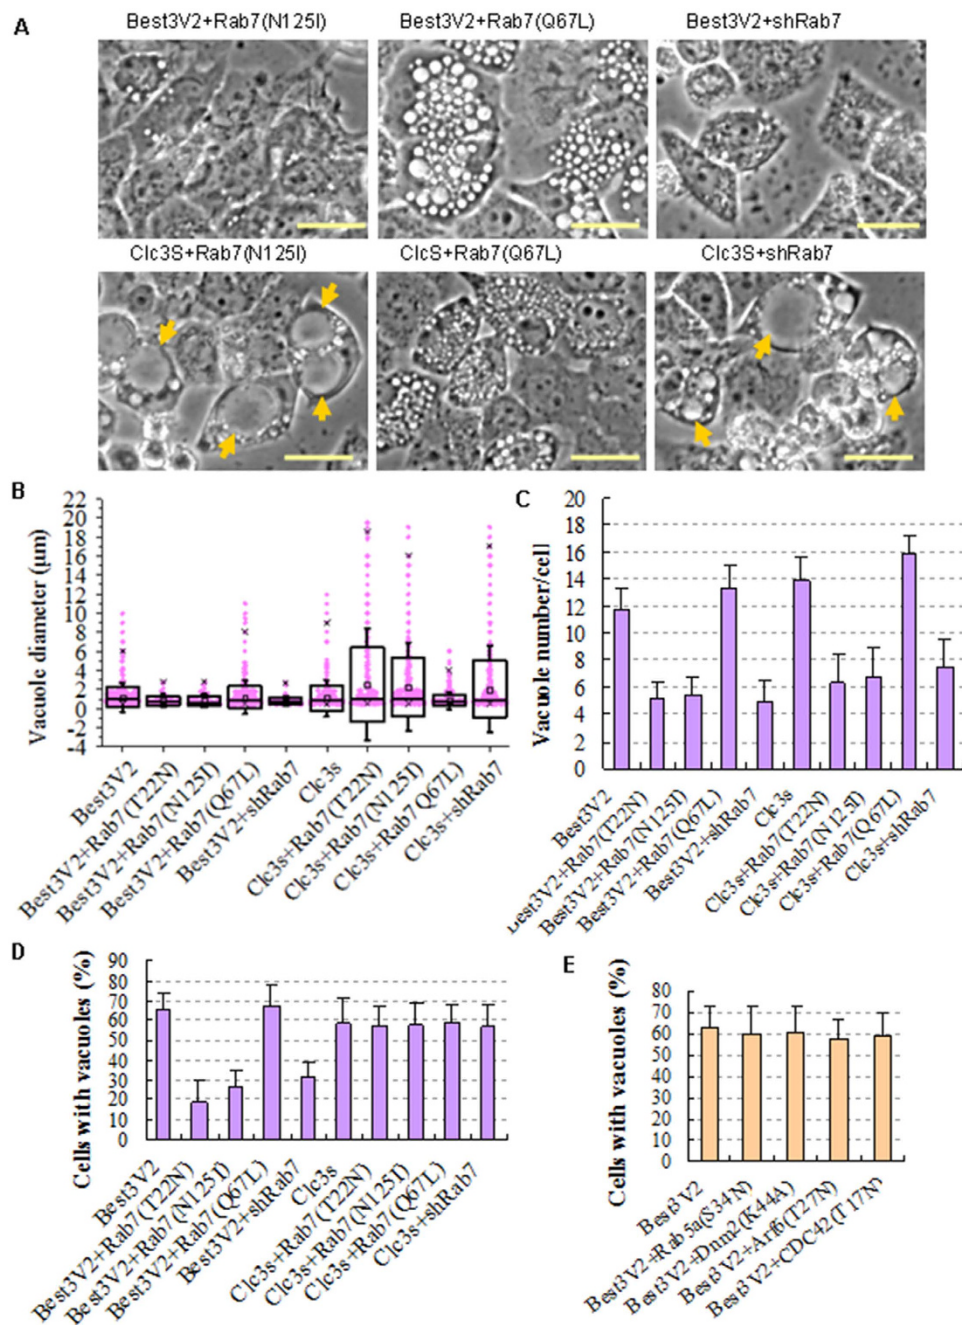 A
Best3V2+Rab7(N125I)
Best3V2+Rab7(Q67L)
Best3V2+shRab7
Clc3S+Rab7(N125I)
ClcS+Rab7(Q67L)
Clc3S+shRab7
B
Vacuole diameter (µm)
22
20
18
16
14
12
10
8
6
4
2
0
-2
-4
Best3V2
Best3V2+Rab7(T22N)
Best3V2+Rab7(N125I)
Best3V2+Rab7(Q67L)
Best3V2+shRab7
Clc3s
Clc3s+Rab7(T22N)
Clc3s+Rab7(N125I)
Clc3s+Rab7(Q67L)
Clc3s+shRab7
C
Vacuole number/cell
20
18
16
14
12
10
8
6
4
2
0
Best3V2
Best3V2+Rab7(T22N)
Best3V2+Rab7(N125I)
Best3V2+Rab7(Q67L)
Best3V2+shRab7
Clc3s
Clc3s+Rab7(T22N)
Clc3s+Rab7(N125I)
Clc3s+Rab7(Q67L)
Clc3s+shRab7
D
Cells with vacuoles (%)
90
80
70
60
50
40
30
20
10
0
Best3V2
Best3V2+Rab7(T22N)
Best3V2+Rab7(N125I)
Best3V2+Rab7(Q67L)
Best3V2+shRab7
Clc3s
Clc3s+Rab7(T22N)
Clc3s+Rab7(N125I)
Clc3s+Rab7(Q67L)
Clc3s+shRab7
E
Cells with vacuoles (%)
80
70
60
50
40
30
20
10
0
Best3V2
Best3V2+Rab5a(S34N)
Best3V2+Dnm2(K44A)
Best3V2+Arf6(T27N)
Best3V2+CDC42(T17N)